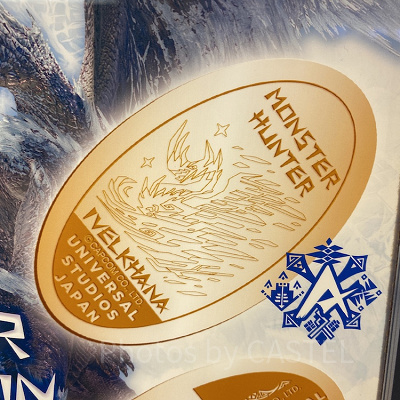 MONSTER
HUNTER
IVELKHANA
©CAPCOM CO., LTD.
UNIVERSAL
STUDIOS
JAPAN
A
R
Photos by CASTEL